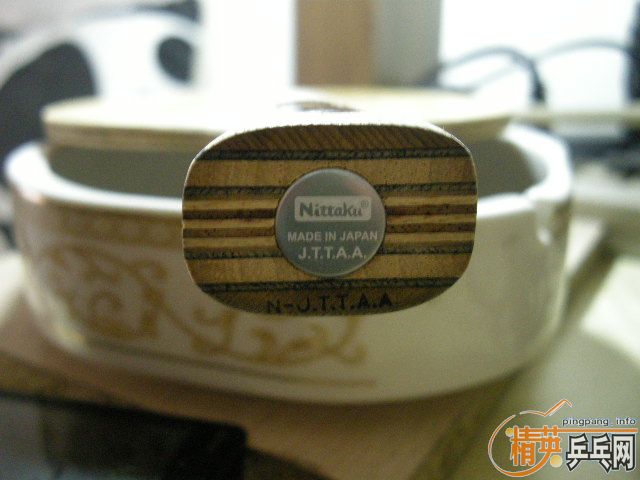 Nittaku®
MADE IN JAPAN
J.T.T.A.A.
N-J.T.T.A.A
pingpang.info
精英乒乓网